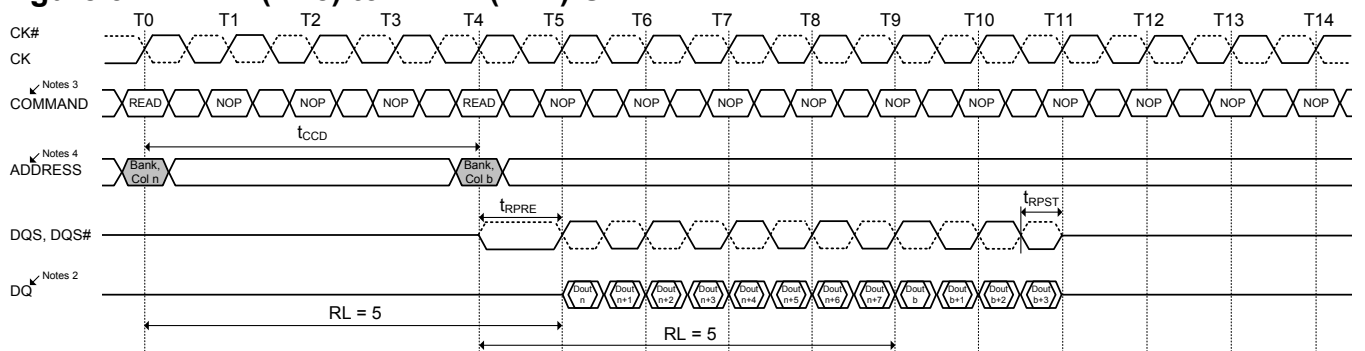 T0 T1 T2 T3 T4 T5 T6 T7 T8 T9 T10 T11 T12 T13 T14
CK#
CK
Notes 3
COMMAND READ NOP NOP NOP READ NOP NOP NOP NOP NOP NOP NOP NOP NOP NOP
tCCD
Notes 4
ADDRESS Bank, Col n Bank, Col b
tRPRE tRPST
DQS, DQS#
Notes 2
DQ Dout n Dout n+1 Dout n+2 Dout n+3 Dout n+4 Dout n+5 Dout n+6 Dout n+7 Dout b Dout b+1 Dout b+2 Dout b+3
RL = 5
RL = 5